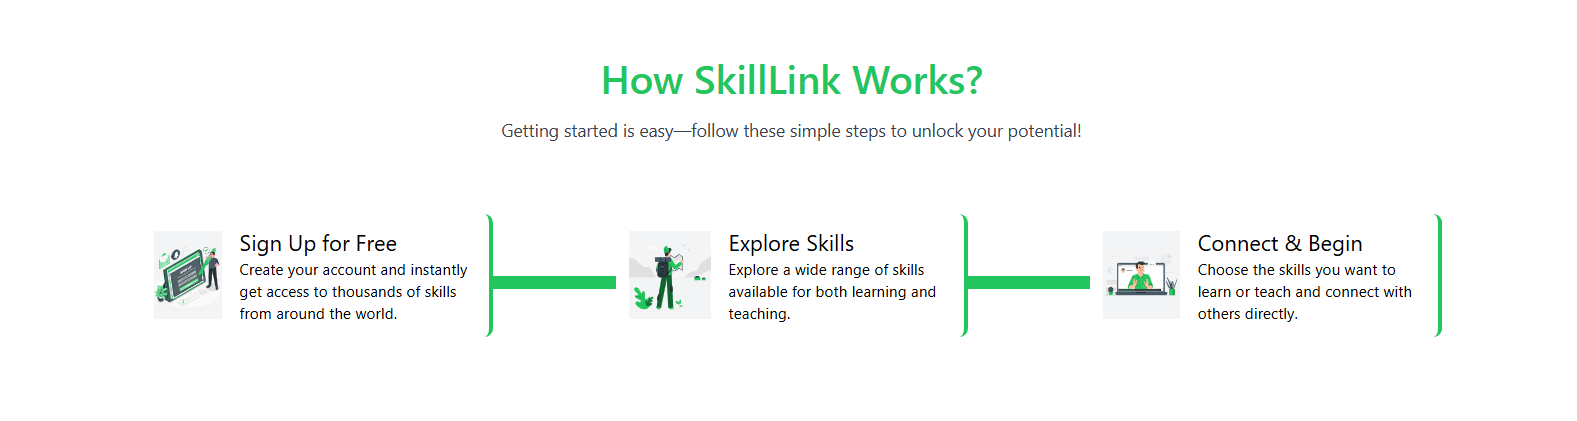 How SkillLink Works?
Getting started is easy—follow these simple steps to unlock your potential!
Sign Up for Free
Create your account and instantly
get access to thousands of skills
from around the world.
Explore Skills
Explore a wide range of skills
available for both learning and
teaching.
Connect & Begin
Choose the skills you want to
learn or teach and connect with
others directly.